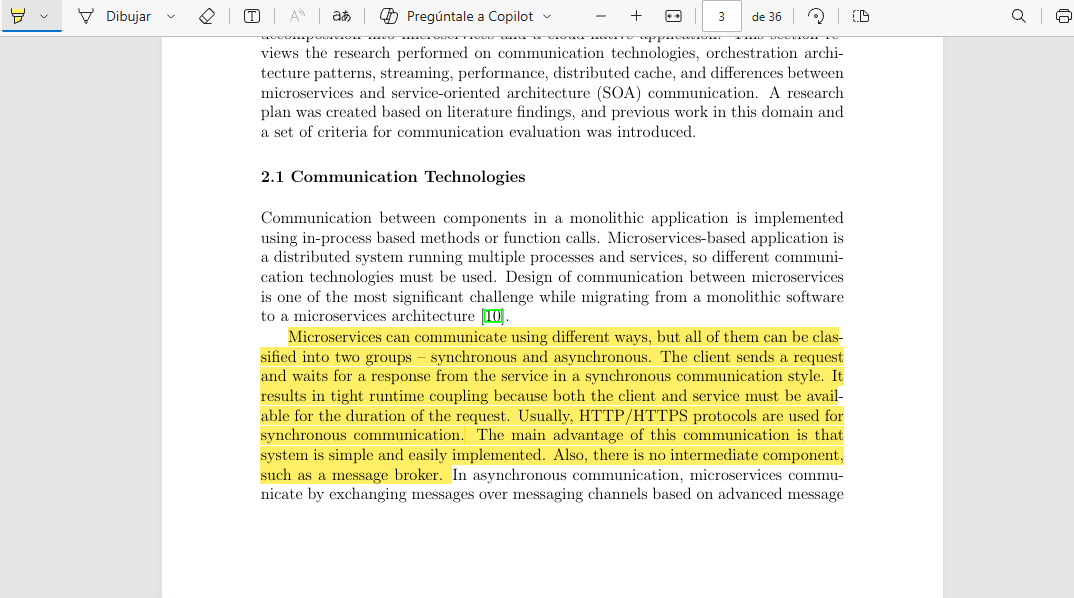 Dibujar
Pregúntale a Copilot
3
de 36
decomposition into microservices and a cloud native application. This section re-
views the research performed on communication technologies, orchestration archi-
tecture patterns, streaming, performance, distributed cache, and differences between
microservices and service-oriented architecture (SOA) communication. A research
plan was created based on literature findings, and previous work in this domain and
a set of criteria for communication evaluation was introduced.
2.1 Communication Technologies
Communication between components in a monolithic application is implemented
using in-process based methods or function calls. Microservices-based application is
a distributed system running multiple processes and services, so different communi-
cation technologies must be used. Design of communication between microservices
is one of the most significant challenge while migrating from a monolithic software
to a microservices architecture [10].
Microservices can communicate using different ways, but all of them can be clas-
sified into two groups – synchronous and asynchronous. The client sends a request
and waits for a response from the service in a synchronous communication style. It
results in tight runtime coupling because both the client and service must be avail-
able for the duration of the request. Usually, HTTP/HTTPS protocols are used for
synchronous communication. The main advantage of this communication is that
system is simple and easily implemented. Also, there is no intermediate component,
such as a message broker. In asynchronous communication, microservices commu-
nicate by exchanging messages over messaging channels based on advanced message